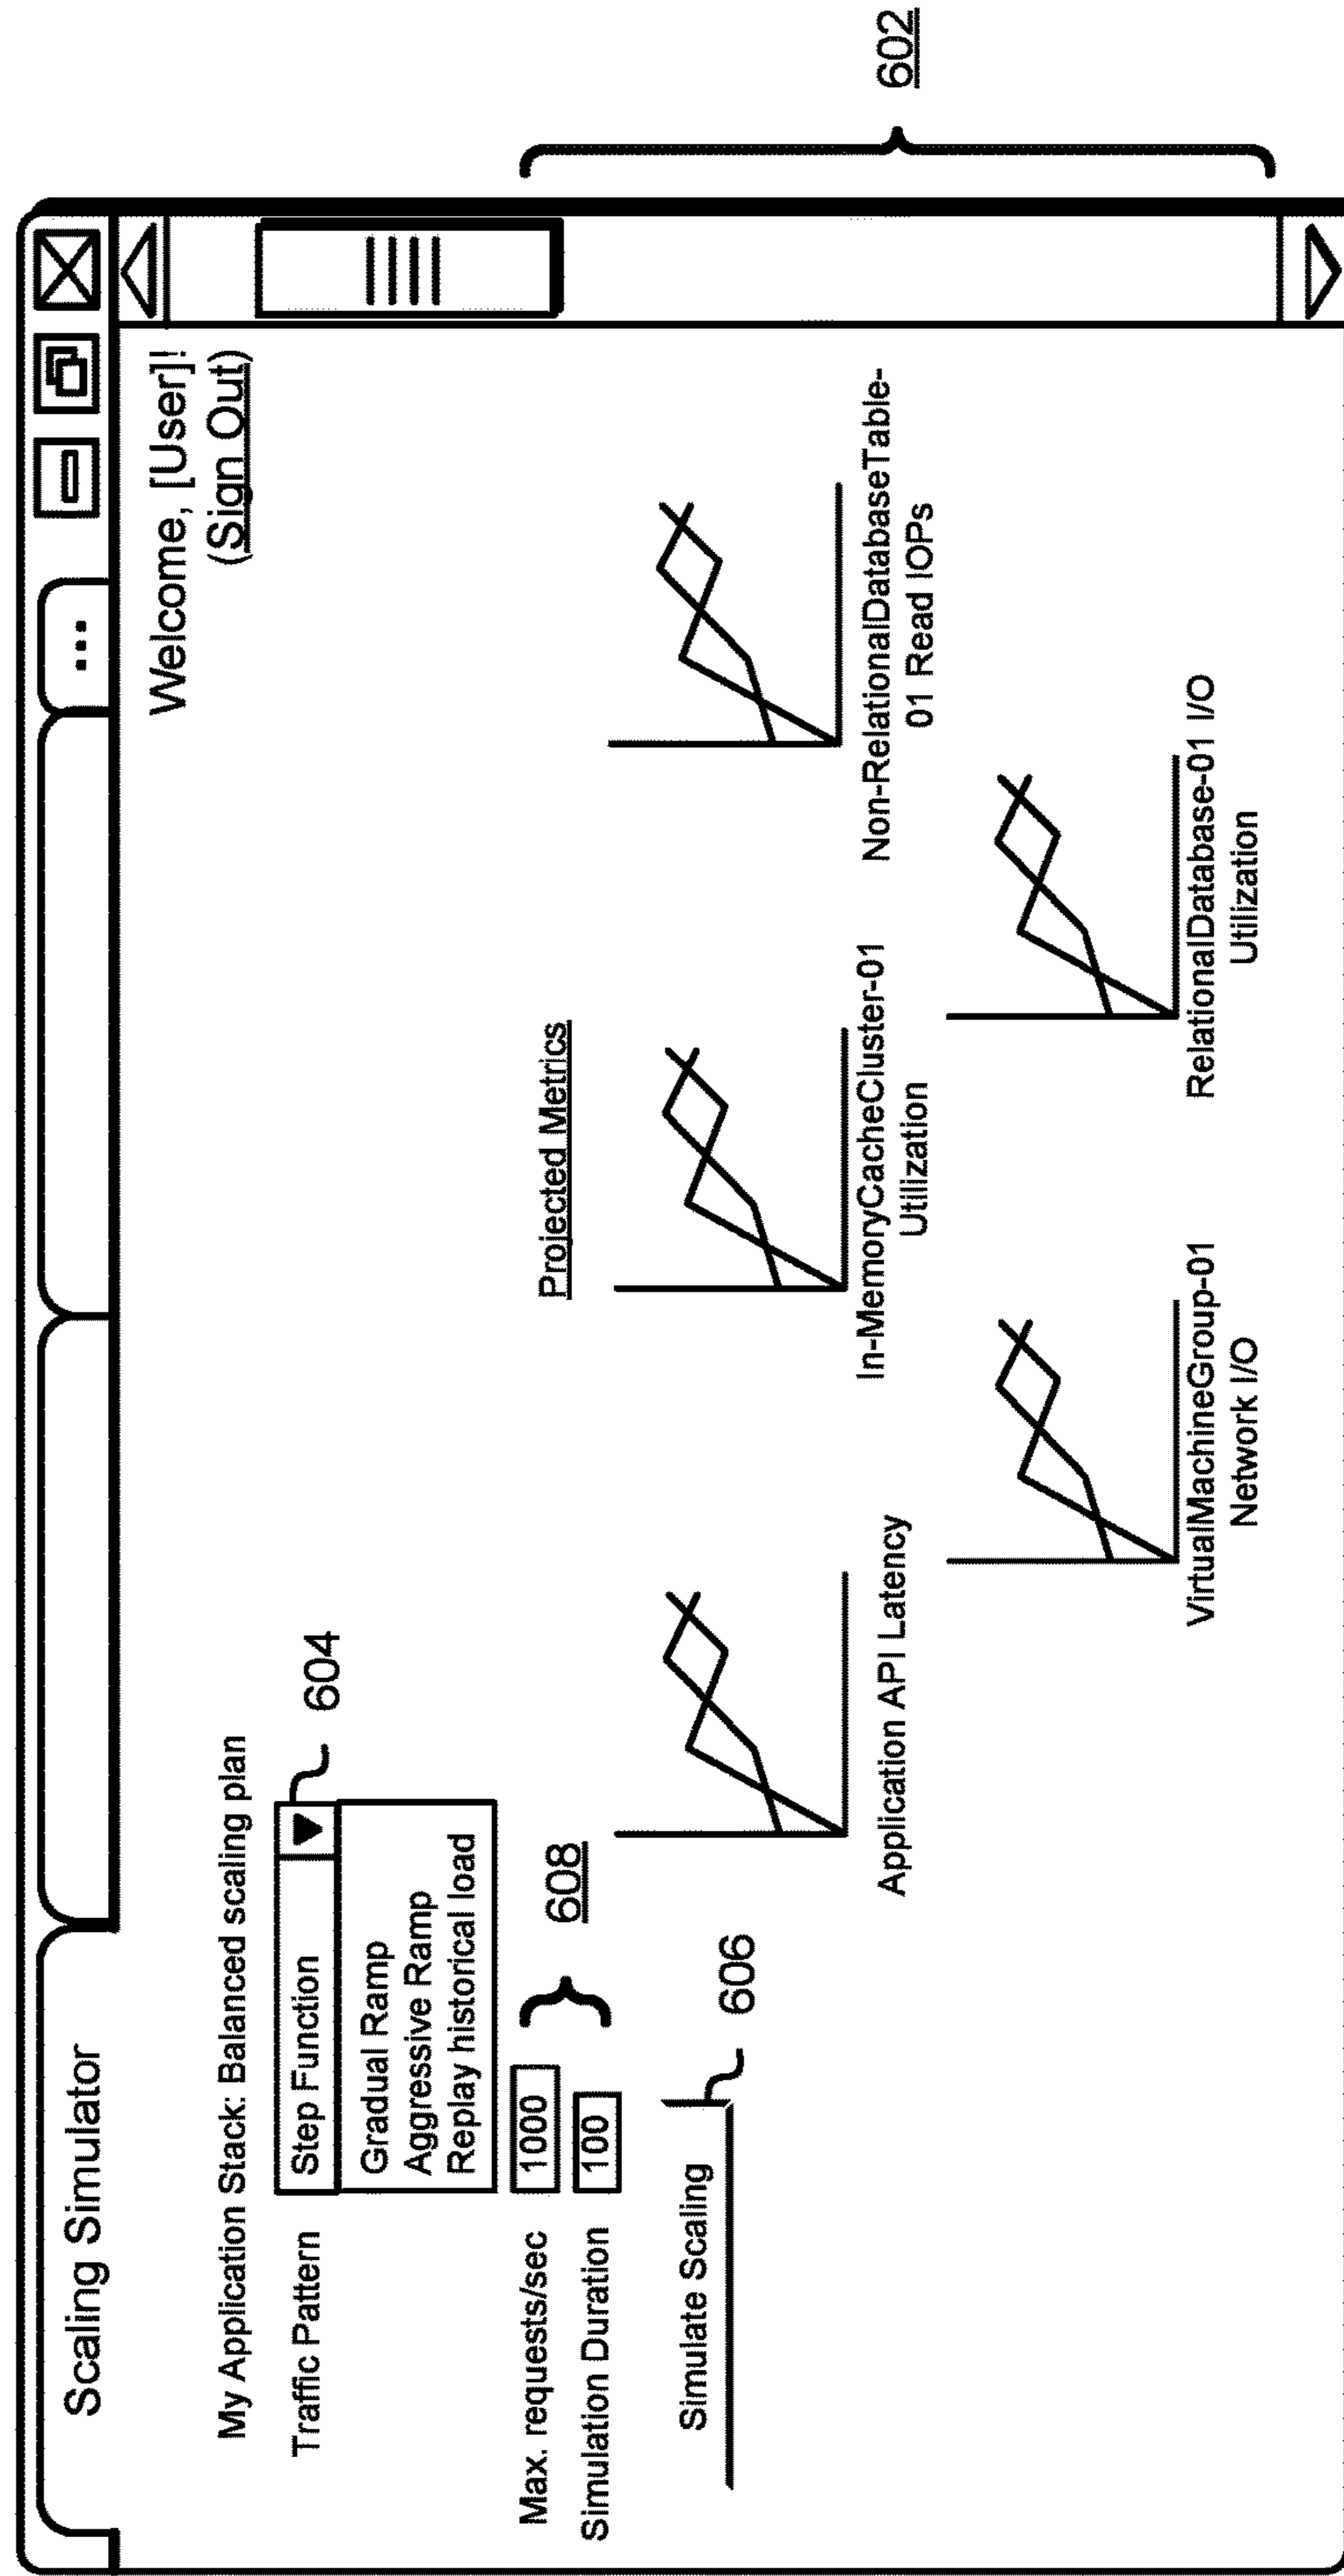 Scaling Simulator
...
Welcome, [User]!
(Sign Out)
My Application Stack: Balanced scaling plan
Traffic Pattern
Step Function
604
Gradual Ramp
Aggressive Ramp
Replay historical load
Max. requests/sec
1000
Simulation Duration
100
608
Simulate Scaling
606
Projected Metrics
Application API Latency
In-MemoryCacheCluster-01
Utilization
Non-RelationalDatabaseTable-
01 Read IOPs
VirtualMachineGroup-01
Network I/O
RelationalDatabase-01 I/O
Utilization
602